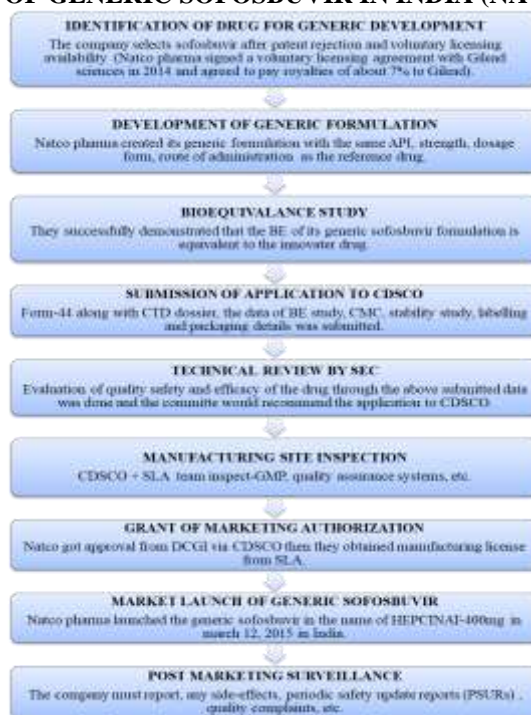 OF GENERIC SOFOSBUVIR IN INDIA (NA
IDENTIFICATION OF DRUG FOR GENERIC DEVELOPMENT
The company selects sofosbuvir after patent rejection and voluntary licensing
availability (Natco pharma signed a voluntary licensing agreement with Gilead
sciences in 2014 and agreed to pay royalties of about 7% to Gilead).
DEVELOPMENT OF GENERIC FORMULATION
Natco pharma created its generic formulation with the same API, strength, dosage
form, route of administration as the reference drug.
BIOEQUIVALANCE STUDY
They successfully demonstrated that the BE of its generic sofosbuvir formulation is
equivalent to the innovater drug.
SUBMISSION OF APPLICATION TO CDSCO
Form-44 along with CTD dossier, the data of BE study, CMC, stability study, labelling
and packaging details was submitted.
TECHNICAL REVIEW BY SEC
Evaluation of quality safety and efficacy of the drug through the above submitted data
was done and the committe would recommend the application to CDSCO
MANUFACTURING SITE INSPECTION
CDSCO + SLA team inspect-GMP, quality assurance systems, etc.
GRANT OF MARKETING AUTHORIZATION
Natco got approval from DCGI via CDSCO then they obtained manufacturing license
from SLA.
MARKET LAUNCH OF GENERIC SOFOSBUVIR
Natco pharma launched the generic sofosbuvir in the name of HEPCINAT-400mg in
march 12, 2015 in India.
POST MARKETING SURVEILLANCE
The company must report, any side-effects, periodic safety update reports (PSURs) ,
quality complaints, etc.